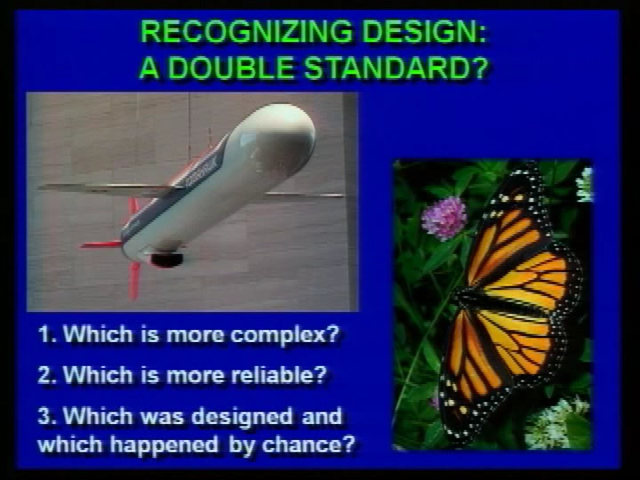 RECOGNIZING DESIGN:
A DOUBLE STANDARD?
1. Which is more complex?
2. Which is more reliable?
3. Which was designed and
which happened by chance?